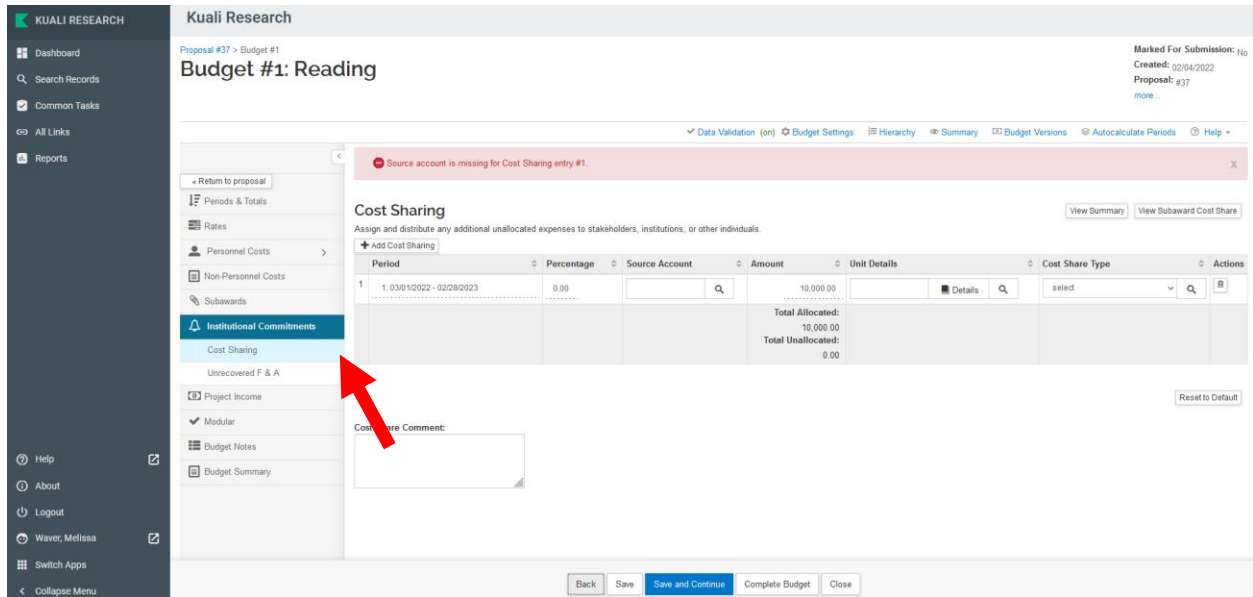 KUALI RESEARCH
Dashboard
Search Records
Common Tasks
All Links
Reports
Help
About
Logout
Waver, Melissa
Switch Apps
Collapse Menu
Kuali Research
Proposal #37 > Budget #1
Budget #1: Reading
Marked For Submission: No
Created: 02/04/2022
Proposal: #37
more...
Data Validation (on) Budget Settings Hierarchy Summary Budget Versions Autocalculate Periods Help
« Return to proposal
Periods & Totals
Rates
Personnel Costs
Non-Personnel Costs
Subawards
Institutional Commitments
Cost Sharing
Unrecovered F & A
Project Income
Modular
Budget Notes
Budget Summary
Source account is missing for Cost Sharing entry #1. X
Cost Sharing
View Summary View Subaward Cost Share
Assign and distribute any additional unallocated expenses to stakeholders, institutions, or other individuals.
Add Cost Sharing
Period Percentage Source Account Amount Unit Details Cost Share Type Actions
1 1: 03/01/2022 - 02/28/2023 0.00 10,000.00 Details select
Total Allocated:
10,000.00
Total Unallocated:
0.00
Reset to Default
Comment:
Back Save Save and Continue Complete Budget Close